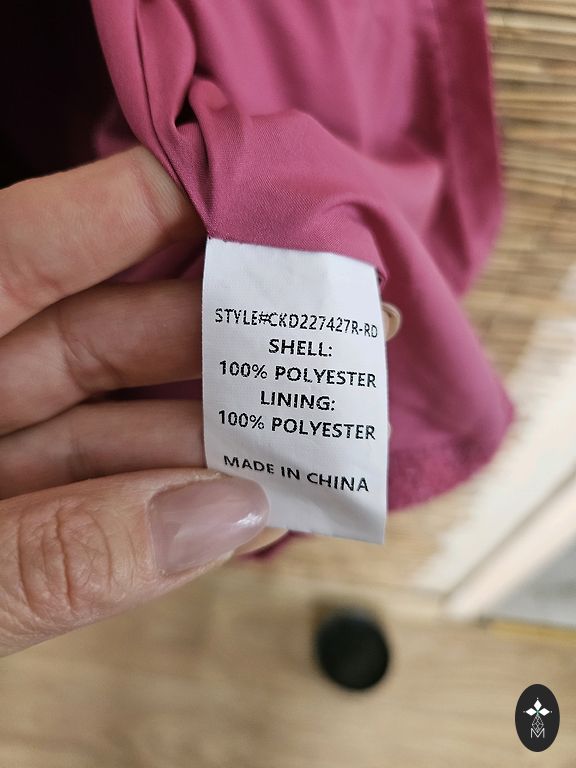 STYLE#CKD227427R-RD
SHELL:
100% POLYESTER
LINING:
100% POLYESTER
MADE IN CHINA
M